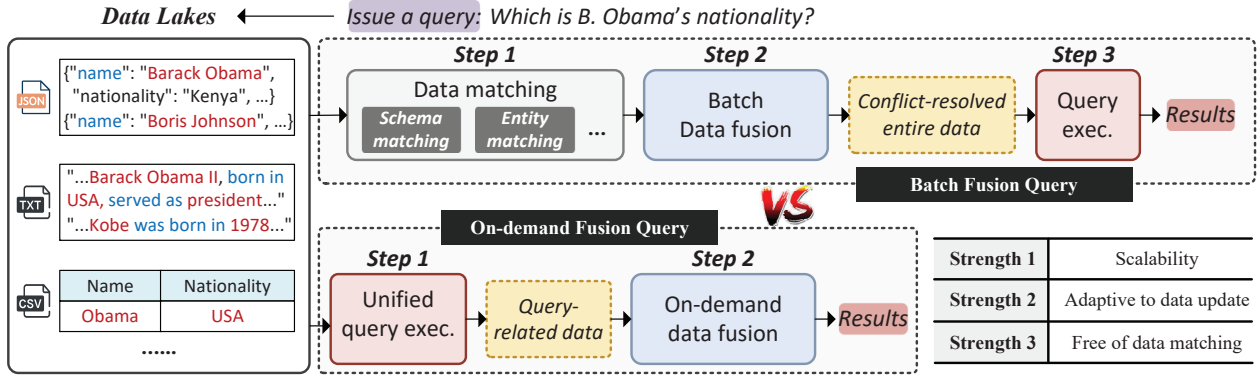 Data Lakes
Issue a query: Which is B. Obama's nationality?
JSON
{"name": "Barack Obama",
"nationality": "Kenya", ...}
{"name": "Boris Johnson", ...}
TXT
"...Barack Obama II, born in
USA, served as president..."
"...Kobe was born in 1978..."
CSV
Name Nationality
Obama USA
......
Step 1
Data matching
Schema
matching
Entity
matching
...
Step 2
Batch
Data fusion
Conflict-resolved
entire data
Step 3
Query
exec.
Results
Batch Fusion Query
VS
On-demand Fusion Query
Step 1
Unified
query exec.
Query-
related data
Step 2
On-demand
data fusion
Results
Strength 1 Scalability
Strength 2 Adaptive to data update
Strength 3 Free of data matching